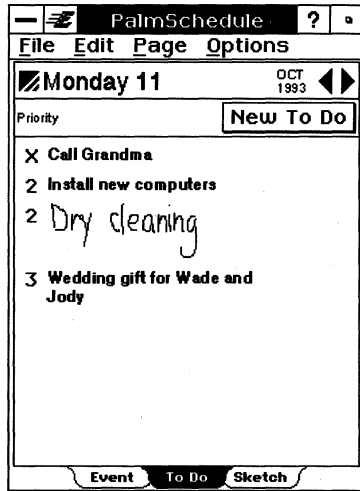 PalmSchedule ?
File Edit Page Options
Monday 11 OCT 1993
Priority New To Do
X Call Grandma
2 Install new computers
2 Dry cleaning
3 Wedding gift for Wade and
Jody
Event To Do Sketch